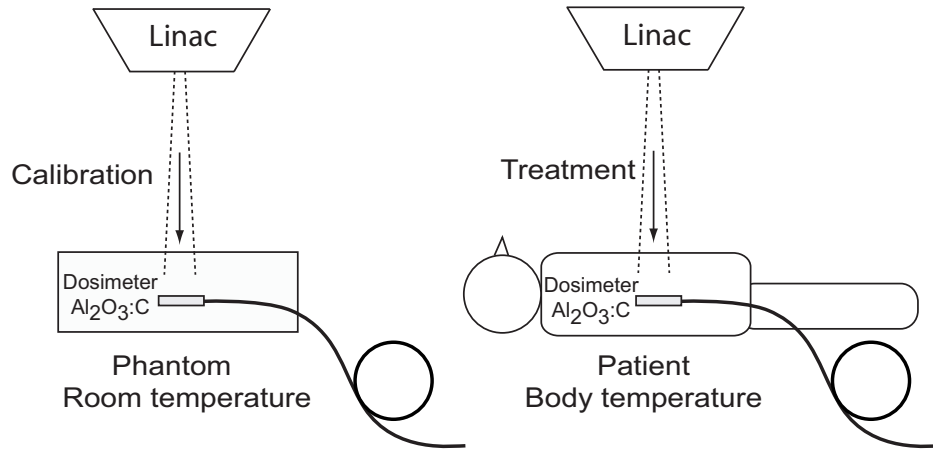 Linac
Calibration
Dosimeter
Al2O3:C
Phantom
Room temperature
Linac
Treatment
Dosimeter
Al2O3:C
Patient
Body temperature